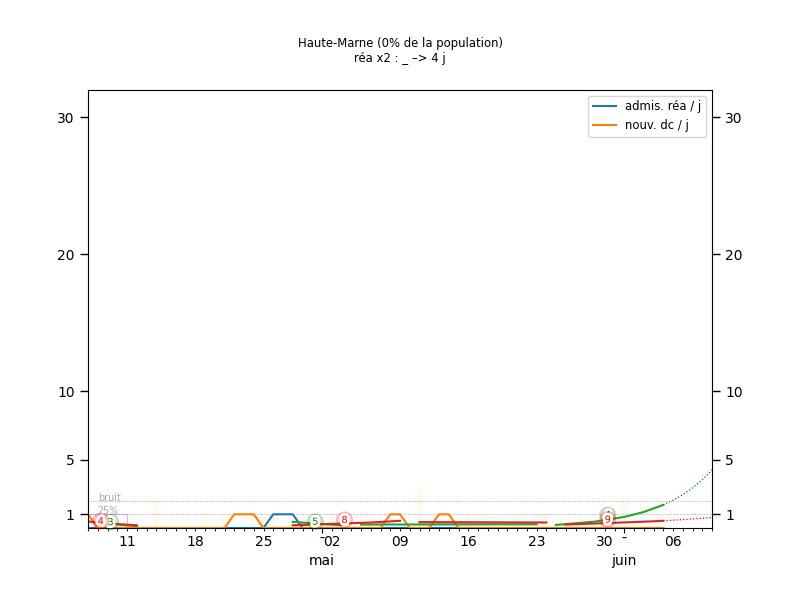 Haute-Marne (0% de la population)
réa x2 : _ –> 4 j
admis. réa / j
nouv. dc / j
30 30
20 20
10 10
5 5
bruit
25%
1 1
4 3 5 8 9
11 18 25 02 09 16 23 30 06
mai juin